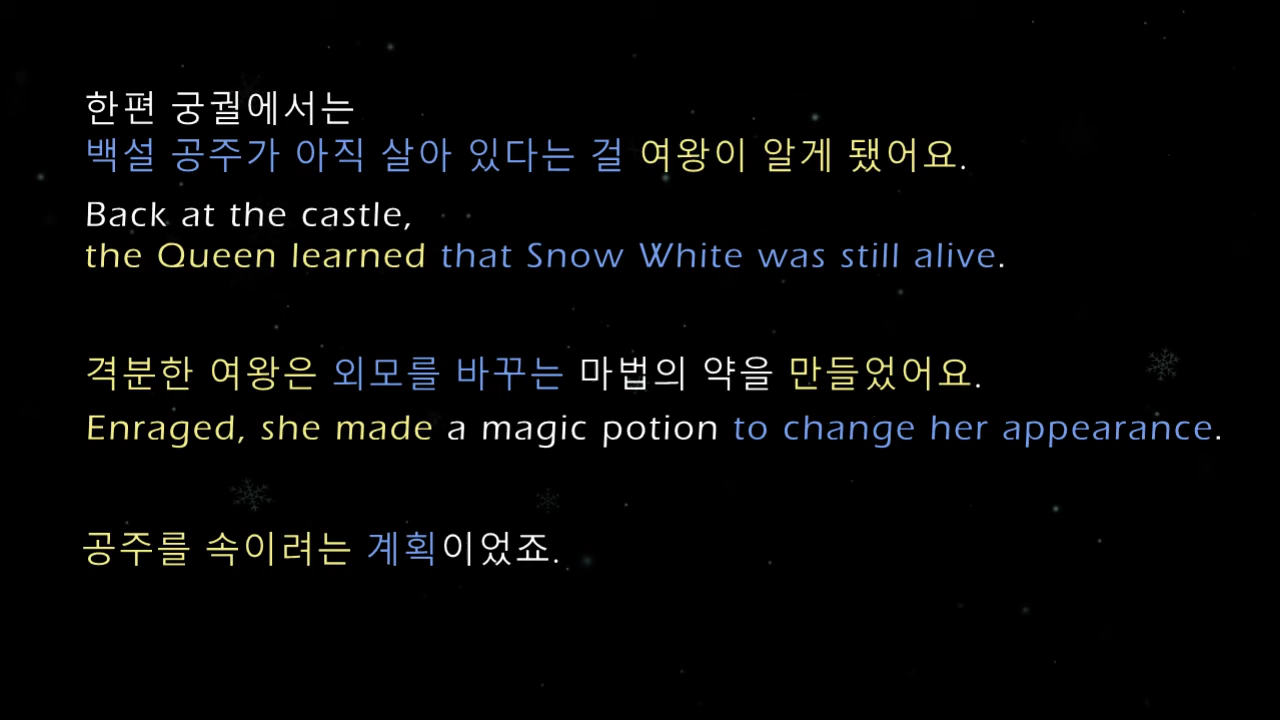 한편 궁궐에서는
백설 공주가 아직 살아 있다는 걸 여왕이 알게 됐어요.
Back at the castle,
the Queen learned that Snow White was still alive.
격분한 여왕은 외모를 바꾸는 마법의 약을 만들었어요.
Enraged, she made a magic potion to change her appearance.
공주를 속이려는 계획이었죠.